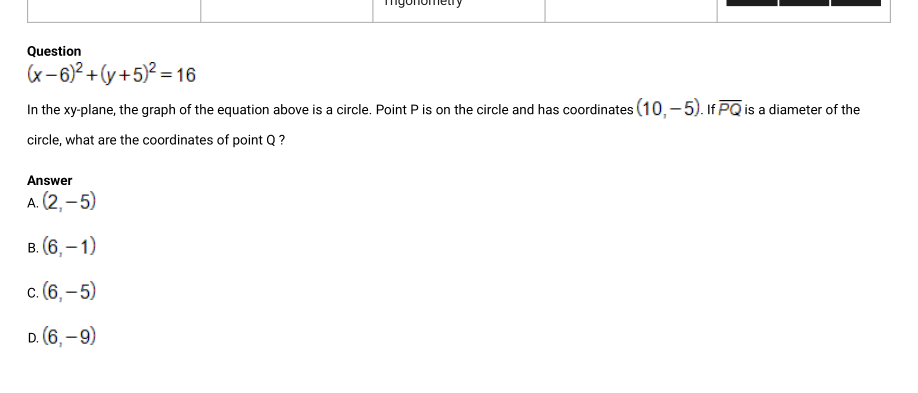 Trigonometry
Question
(x−6)²+(y+5)²=16
In the xy-plane, the graph of the equation above is a circle. Point P is on the circle and has coordinates (10,−5). If PQ is a diameter of the
circle, what are the coordinates of point Q ?
Answer
A. (2,−5)
B. (6,−1)
C. (6,−5)
D. (6,−9)